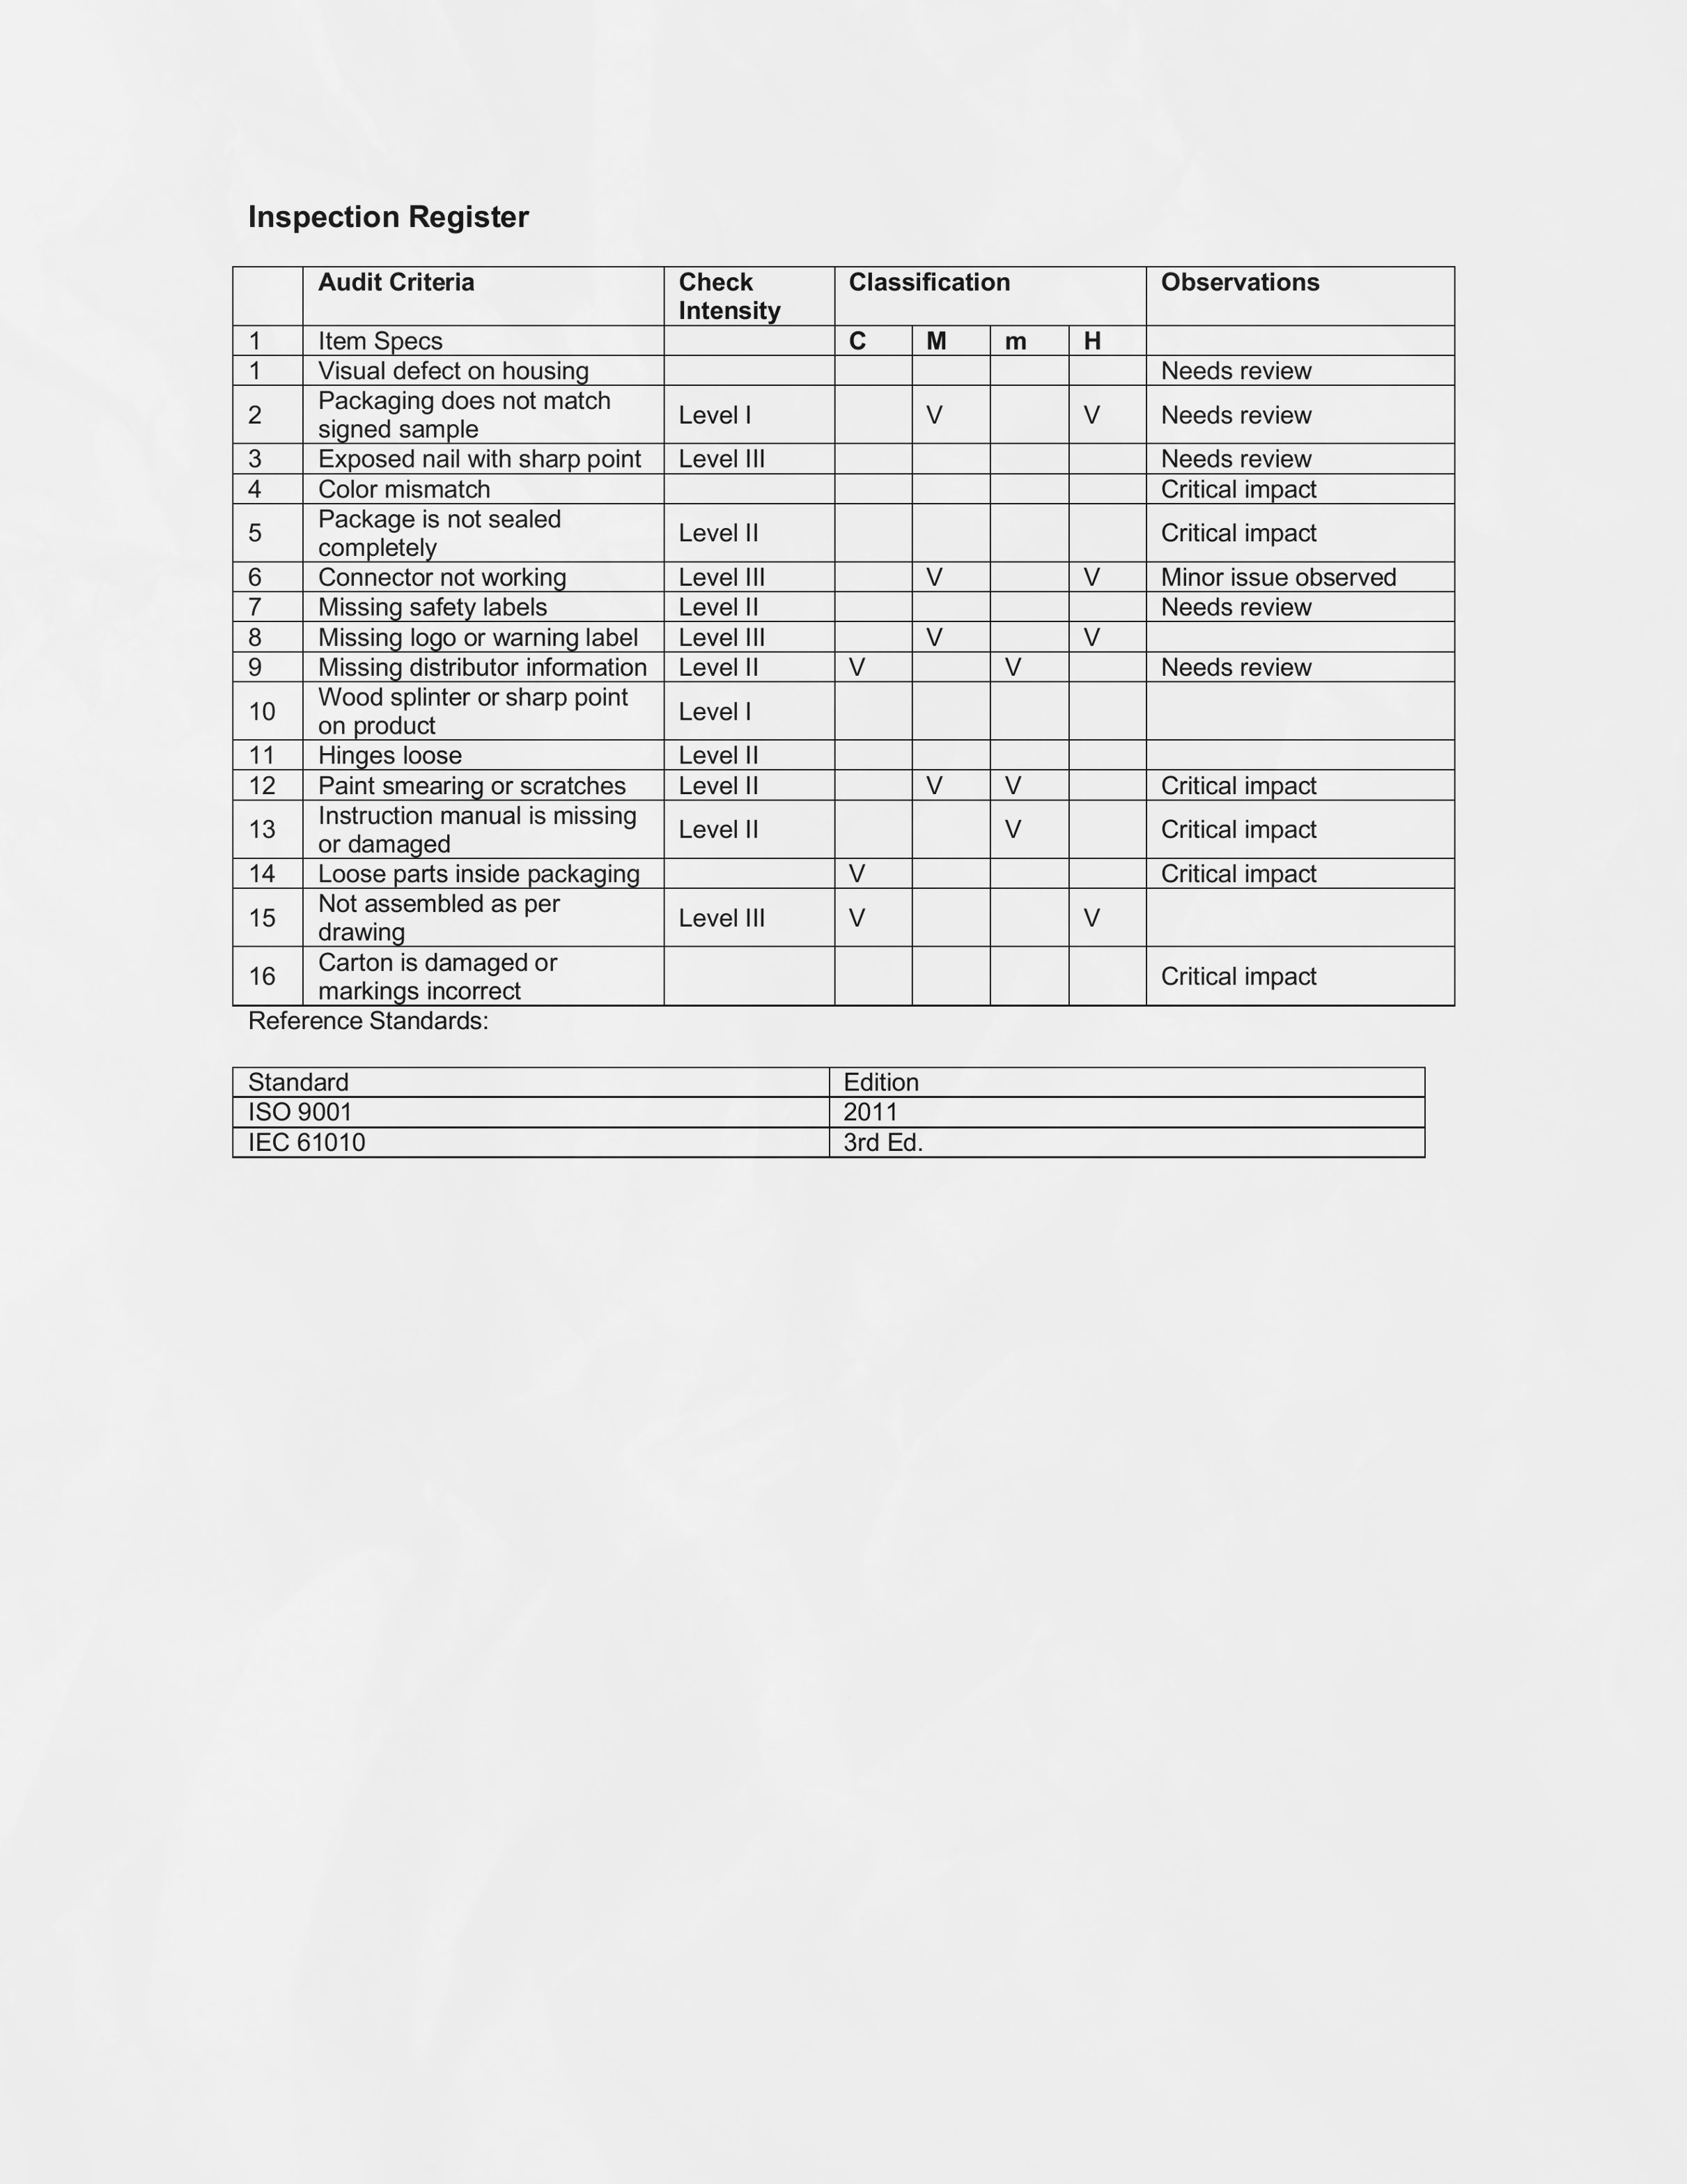 Inspection Register
Audit Criteria Check Intensity Classification Observations
1 Item Specs C M m H
1 Visual defect on housing Needs review
2 Packaging does not match signed sample Level I V V Needs review
3 Exposed nail with sharp point Level III Needs review
4 Color mismatch Critical impact
5 Package is not sealed completely Level II Critical impact
6 Connector not working Level III V V Minor issue observed
7 Missing safety labels Level II Needs review
8 Missing logo or warning label Level III V V
9 Missing distributor information Level II V V Needs review
10 Wood splinter or sharp point on product Level I
11 Hinges loose Level II
12 Paint smearing or scratches Level II V V Critical impact
13 Instruction manual is missing or damaged Level II V Critical impact
14 Loose parts inside packaging V Critical impact
15 Not assembled as per drawing Level III V V
16 Carton is damaged or markings incorrect Critical impact
Reference Standards:
Standard Edition
ISO 9001 2011
IEC 61010 3rd Ed.